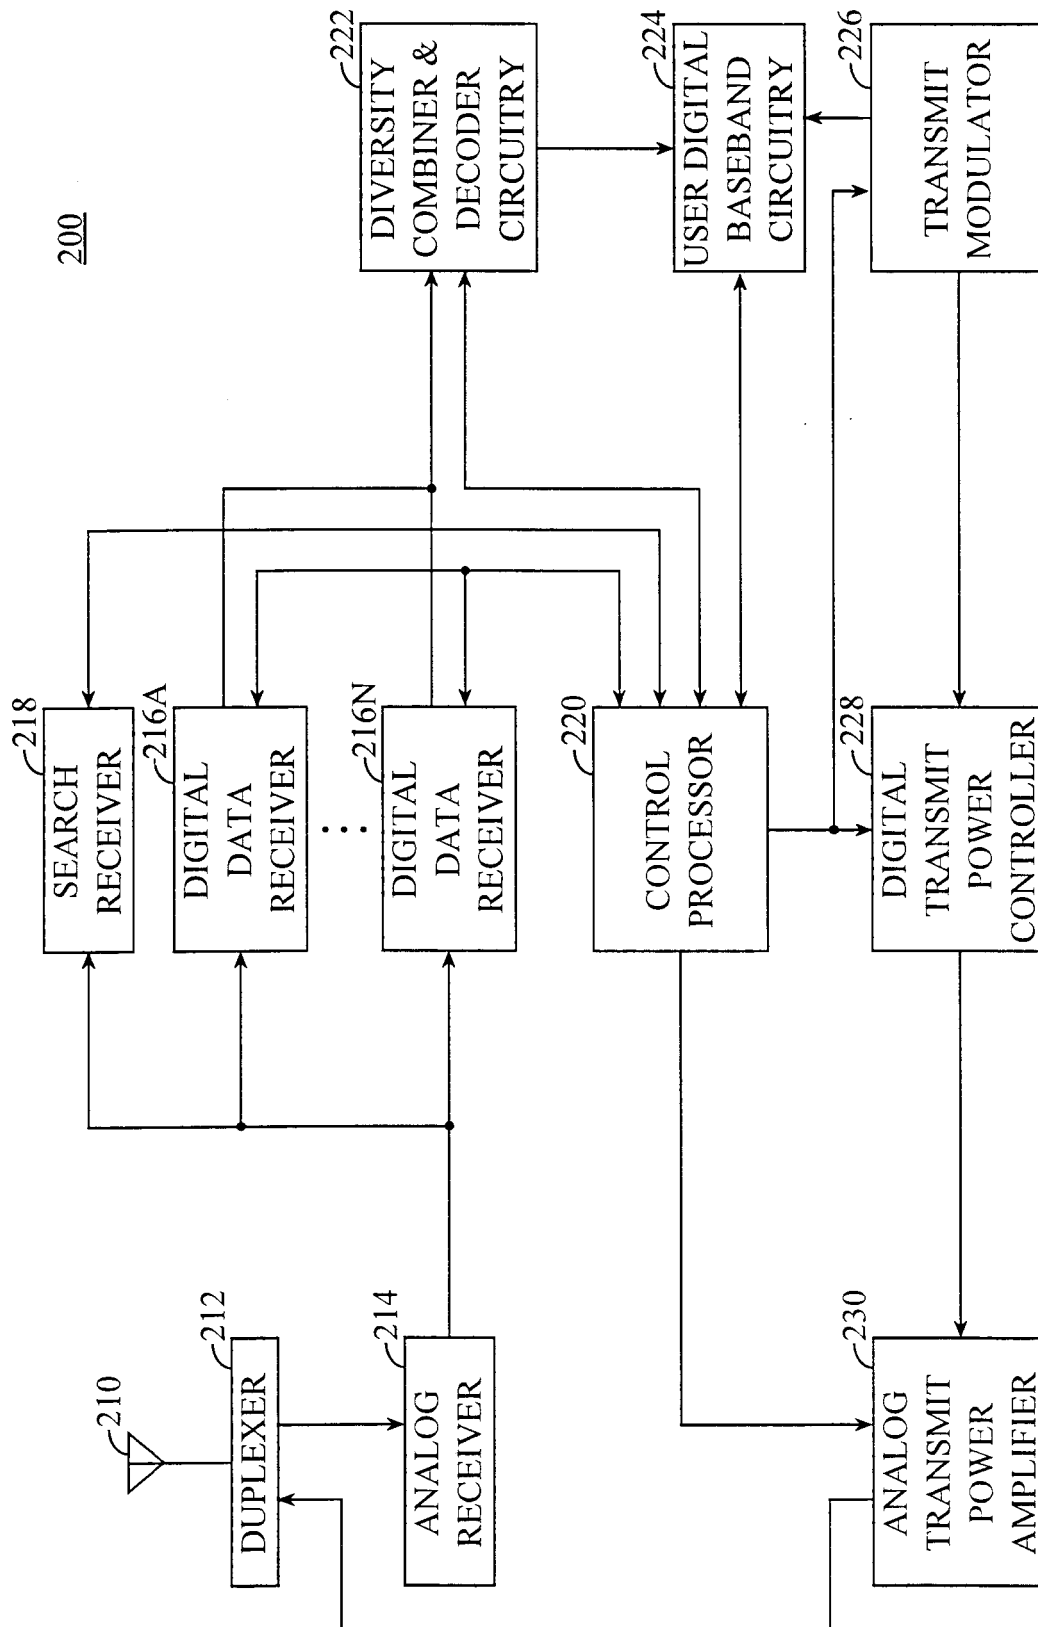 200
210
212
DUPLEXER
214
ANALOG
RECEIVER
218
SEARCH
RECEIVER
216A
DIGITAL
DATA
RECEIVER
216N
DIGITAL
DATA
RECEIVER
222
DIVERSITY
COMBINER &
DECODER
CIRCUITRY
220
CONTROL
PROCESSOR
224
USER DIGITAL
BASEBAND
CIRCUITRY
230
ANALOG
TRANSMIT
POWER
AMPLIFIER
228
DIGITAL
TRANSMIT
POWER
CONTROLLER
226
TRANSMIT
MODULATOR